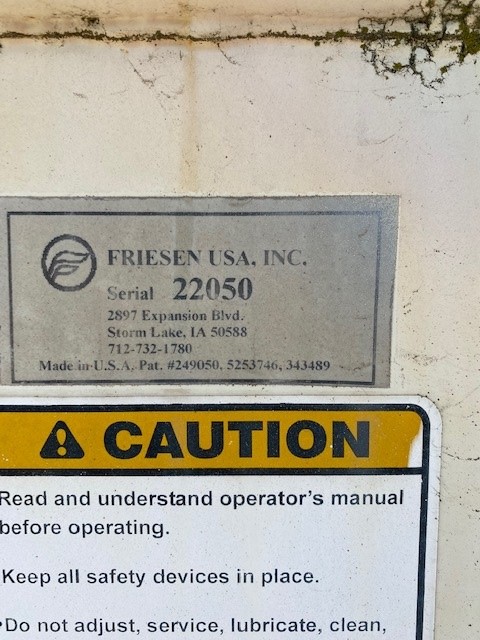 FRIESEN USA, INC.
Serial 22050
2897 Expansion Blvd.
Storm Lake, IA 50588
712-732-1780
Made in U.S.A. Pat. #249050, 5253746, 343489
CAUTION
Read and understand operator's manual
before operating.
Keep all safety devices in place.
•Do not adjust, service, lubricate, clean,